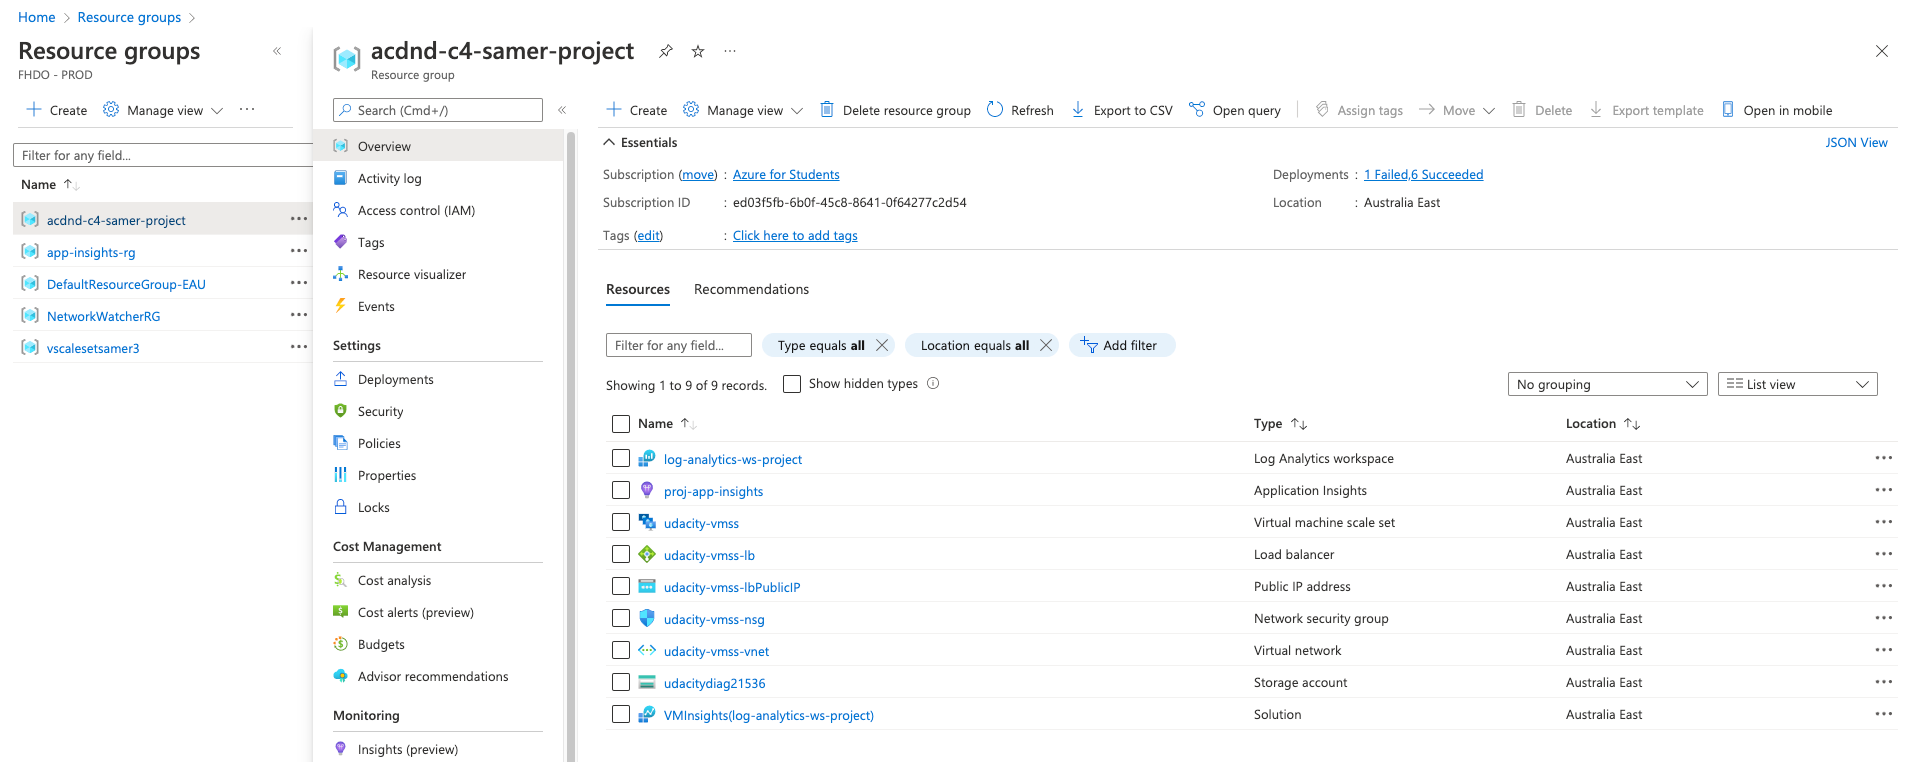 Home > Resource groups >
Resource groups
FHDO - PROD
Create Manage view ···
Filter for any field...
Name
acdnd-c4-samer-project
app-insights-rg
DefaultResourceGroup-EAU
NetworkWatcherRG
vscalesetsamer3
acdnd-c4-samer-project
Resource group
Search (Cmd+/)
Overview
Activity log
Access control (IAM)
Tags
Resource visualizer
Events
Settings
Deployments
Security
Policies
Properties
Locks
Cost Management
Cost analysis
Cost alerts (preview)
Budgets
Advisor recommendations
Monitoring
Insights (preview)
Create Manage view Delete resource group Refresh Export to CSV Open query Assign tags Move Delete Export template Open in mobile
Essentials JSON View
Subscription (move) : Azure for Students Deployments : 1 Failed,6 Succeeded
Subscription ID : ed03f5fb-6b0f-45c8-8641-0f64277c2d54 Location : Australia East
Tags (edit) : Click here to add tags
Resources Recommendations
Filter for any field... Type equals all Location equals all Add filter
Showing 1 to 9 of 9 records. Show hidden types No grouping List view
Name Type Location
log-analytics-ws-project Log Analytics workspace Australia East
proj-app-insights Application Insights Australia East
udacity-vmss Virtual machine scale set Australia East
udacity-vmss-lb Load balancer Australia East
udacity-vmss-lbPublicIP Public IP address Australia East
udacity-vmss-nsg Network security group Australia East
udacity-vmss-vnet Virtual network Australia East
udacitydiag21536 Storage account Australia East
VMInsights(log-analytics-ws-project) Solution Australia East